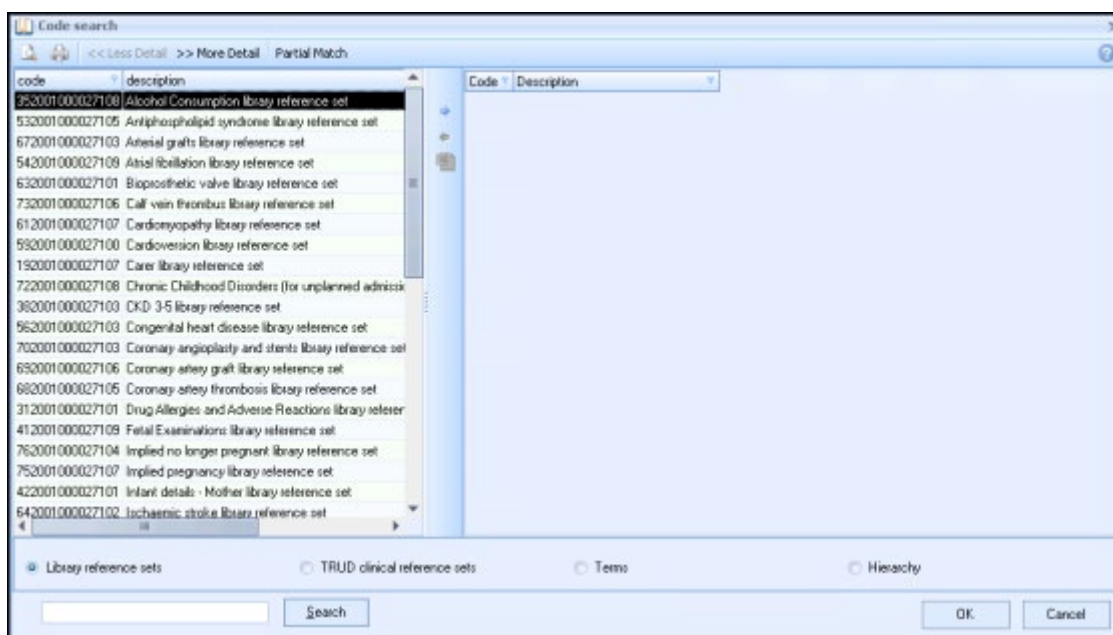 Code search
<< Less Detail >> More Detail Partial Match
code description
Code Description
352001000027108 Alcohol Consumption library reference set
532001000027105 Antiphospholipid syndrome library reference set
672001000027103 Arterial grafts library reference set
542001000027109 Atrial fibrillation library reference set
632001000027101 Bioprosthetic valve library reference set
732001000027106 Calf vein thrombus library reference set
612001000027107 Cardiomyopathy library reference set
592001000027100 Cardioversion library reference set
192001000027107 Carer library reference set
722001000027108 Chronic Childhood Disorders (for unplanned admissi
382001000027103 CKD 3-5 library reference set
562001000027103 Congenital heart disease library reference set
702001000027103 Coronary angioplasty and stents library reference set
692001000027106 Coronary artery graft library reference set
682001000027105 Coronary artery thrombosis library reference set
312001000027101 Drug Allergies and Adverse Reactions library referer
412001000027109 Fetal Examinations library reference set
762001000027104 Implied no longer pregnant library reference set
752001000027107 Implied pregnancy library reference set
422001000027101 Infant details - Mother library reference set
642001000027102 Ischaemic stroke library reference set
Library reference sets TRUD clinical reference sets Terms Hierarchy
Search OK Cancel